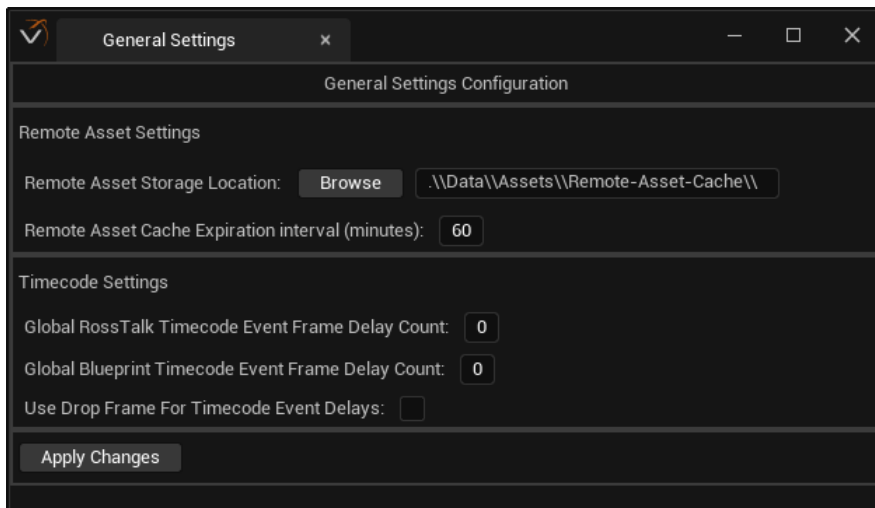 General Settings
General Settings Configuration
Remote Asset Settings
Remote Asset Storage Location: Browse .\\Data\\Assets\\Remote-Asset-Cache\\
Remote Asset Cache Expiration interval (minutes): 60
Timecode Settings
Global RossTalk Timecode Event Frame Delay Count: 0
Global Blueprint Timecode Event Frame Delay Count: 0
Use Drop Frame For Timecode Event Delays:
Apply Changes